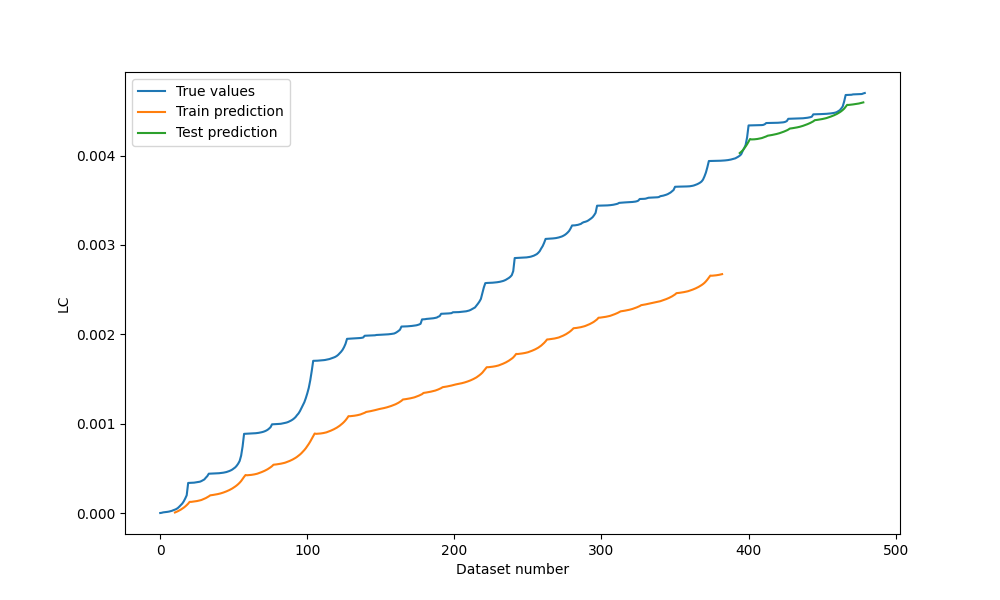 True values
Train prediction
Test prediction
0.004
0.003
0.002
0.001
0.000
LC
0
100
200
300
400
500
Dataset number